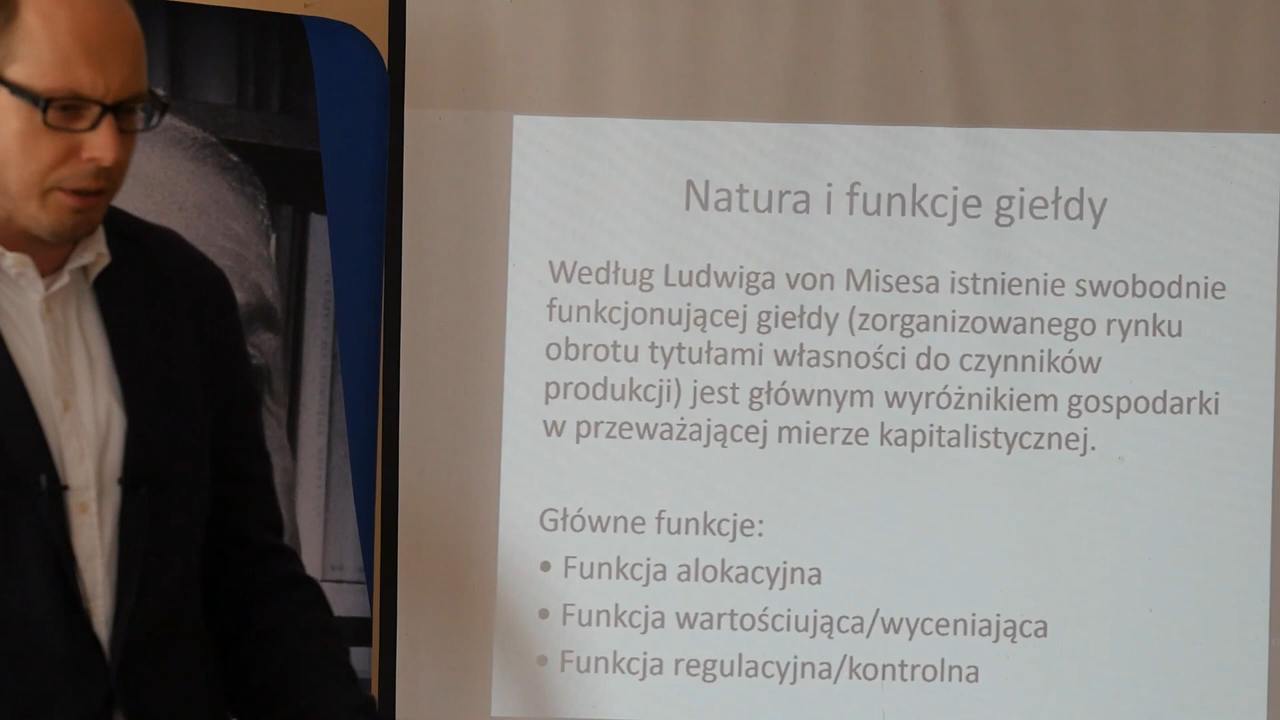 Natura i funkcje giełdy
Według Ludwiga von Misesa istnienie swobodnie
funkcjonującej giełdy (zorganizowanego rynku
obrotu tytułami własności do czynników
produkcji) jest głównym wyróżnikiem gospodarki
w przeważającej mierze kapitalistycznej.
Główne funkcje:
• Funkcja alokacyjna
• Funkcja wartościująca/wyceniająca
• Funkcja regulacyjna/kontrolna